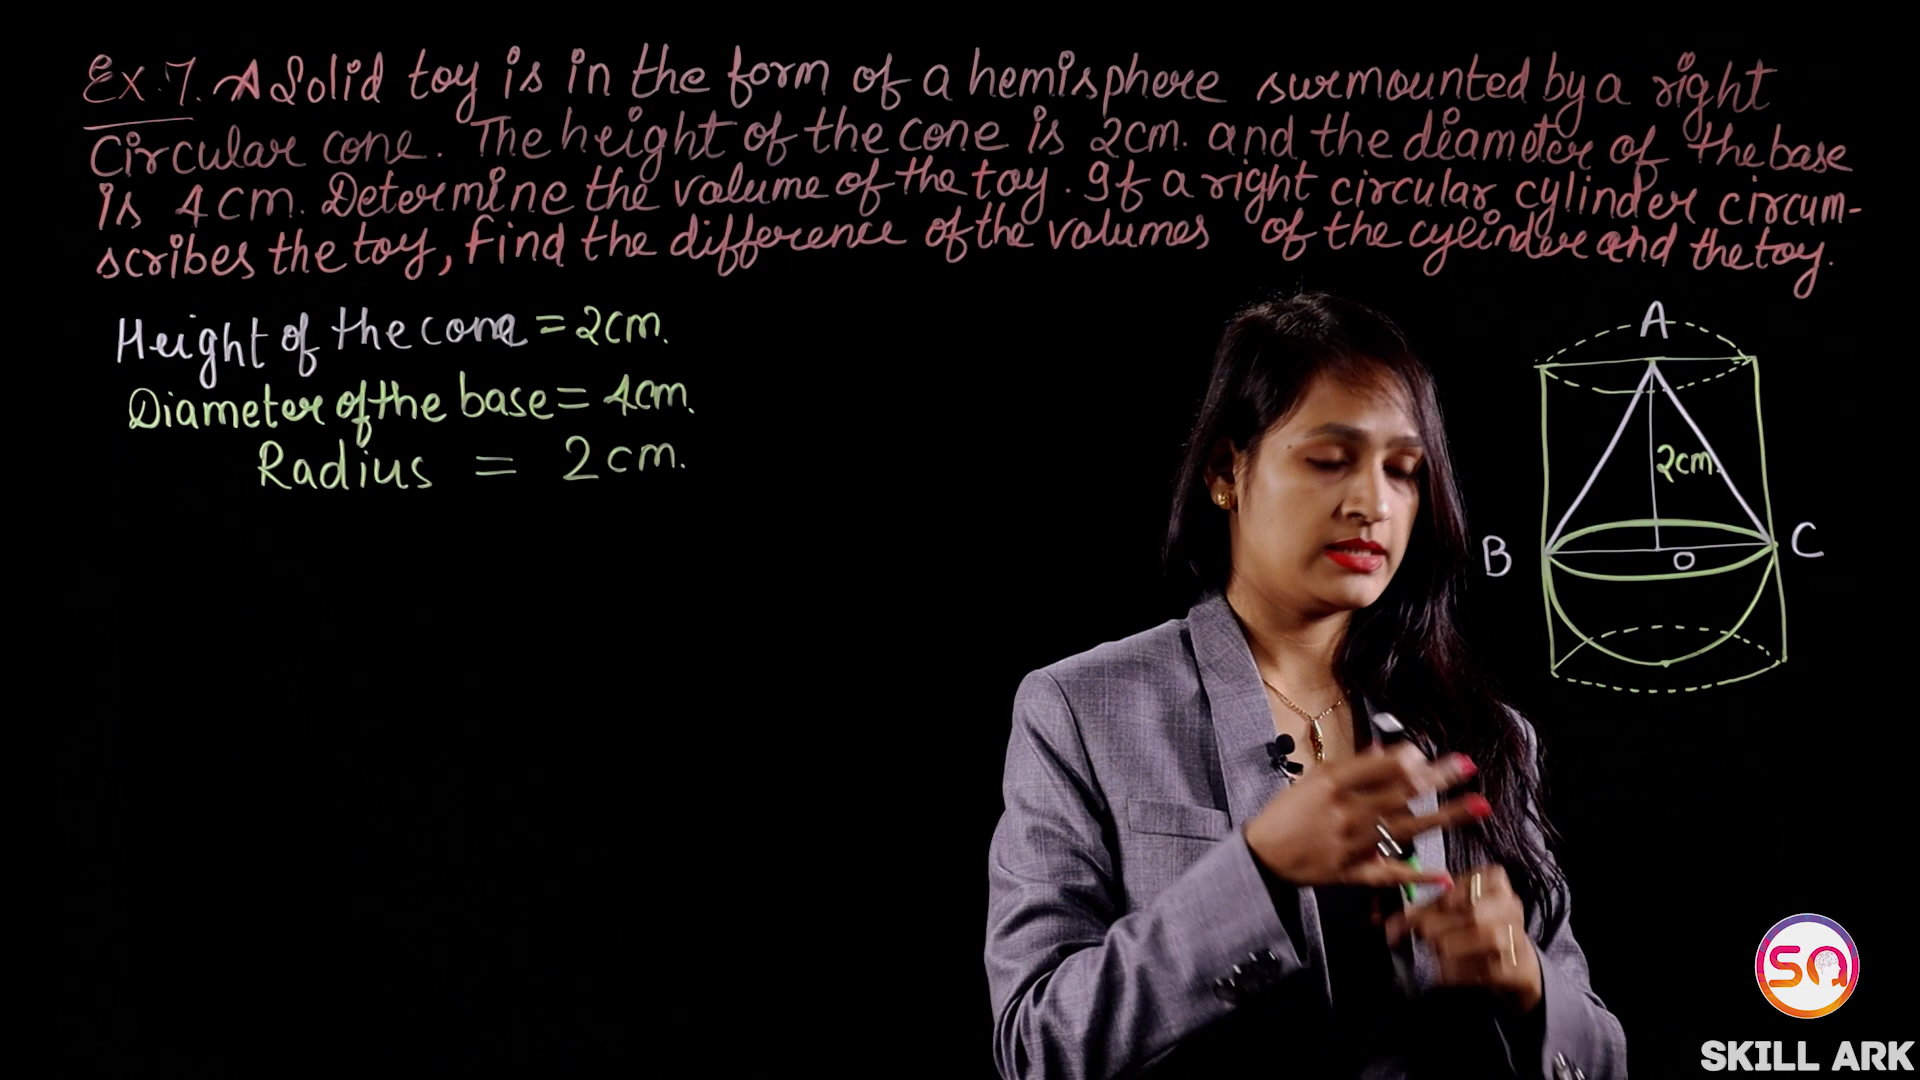 Ex.7. A Solid toy is in the form of a hemisphere surmounted by a right
Circular cone. The height of the cone is 2cm. and the diameter of the base
is 4cm. Determine the volume of the toy. If a right circular cylinder circum-
scribes the toy, find the difference of the volumes of the cylinder and the toy.
Height of the cone = 2cm.
Diameter of the base = 4cm.
Radius = 2cm.
A
2cm.
B
O
C
SA
SKILL ARK